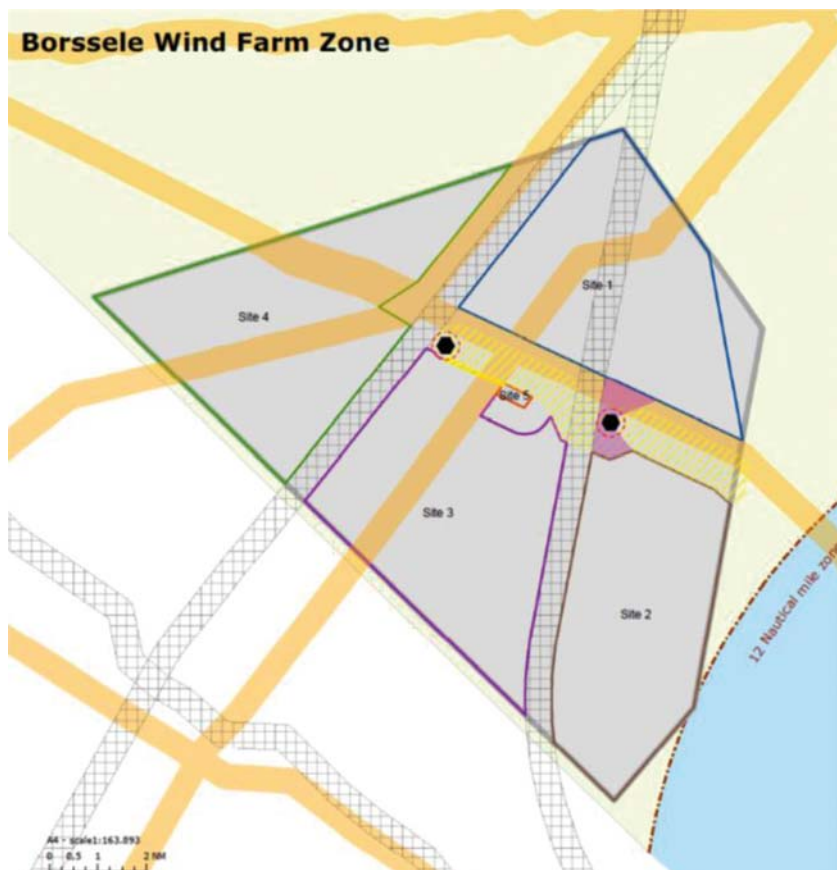 Borssele Wind Farm Zone
Site 1
Site 4
Site 5
Site 3
Site 2
12 Nautical mile zone
A4 - scale1:163.893
0 0.5 1 2 NM